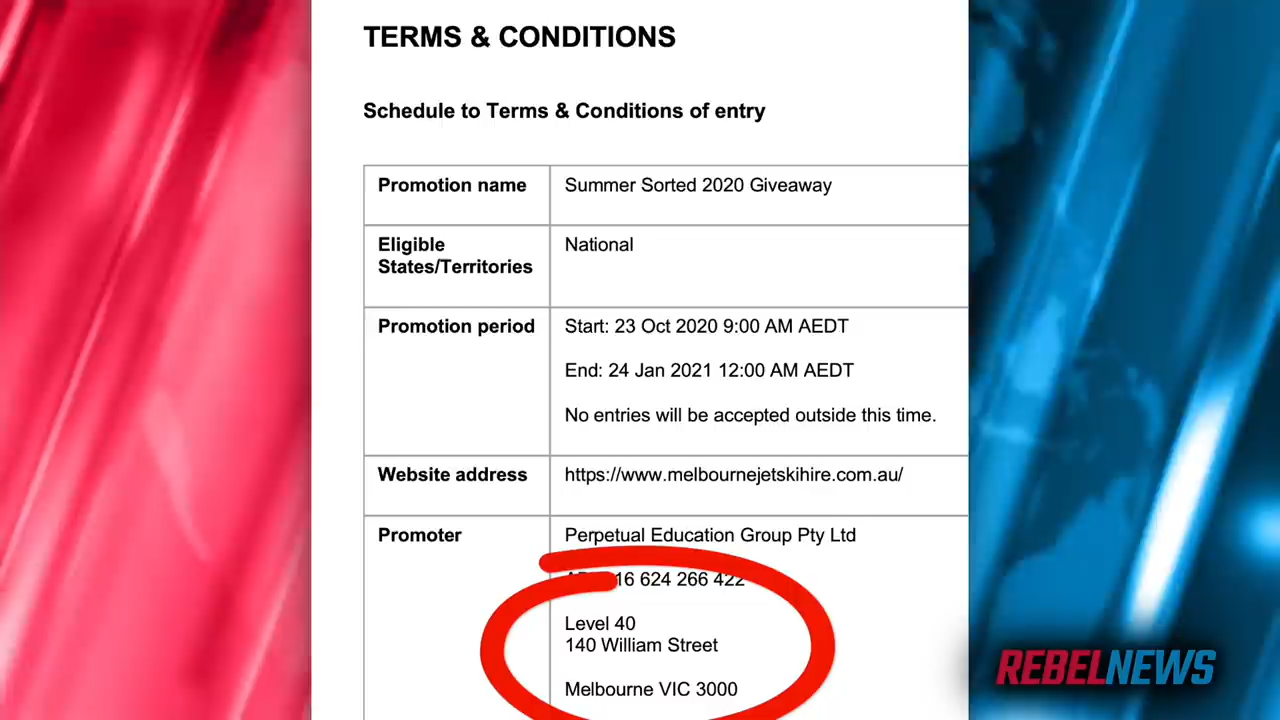 TERMS & CONDITIONS
Schedule to Terms & Conditions of entry
Promotion name
Summer Sorted 2020 Giveaway
Eligible
States/Territories
National
Promotion period
Start: 23 Oct 2020 9:00 AM AEDT
End: 24 Jan 2021 12:00 AM AEDT
No entries will be accepted outside this time.
Website address
https://www.melbournejetskihire.com.au/
Promoter
Perpetual Education Group Pty Ltd
16 624 266 422
Level 40
140 William Street
Melbourne VIC 3000
REBELNEWS